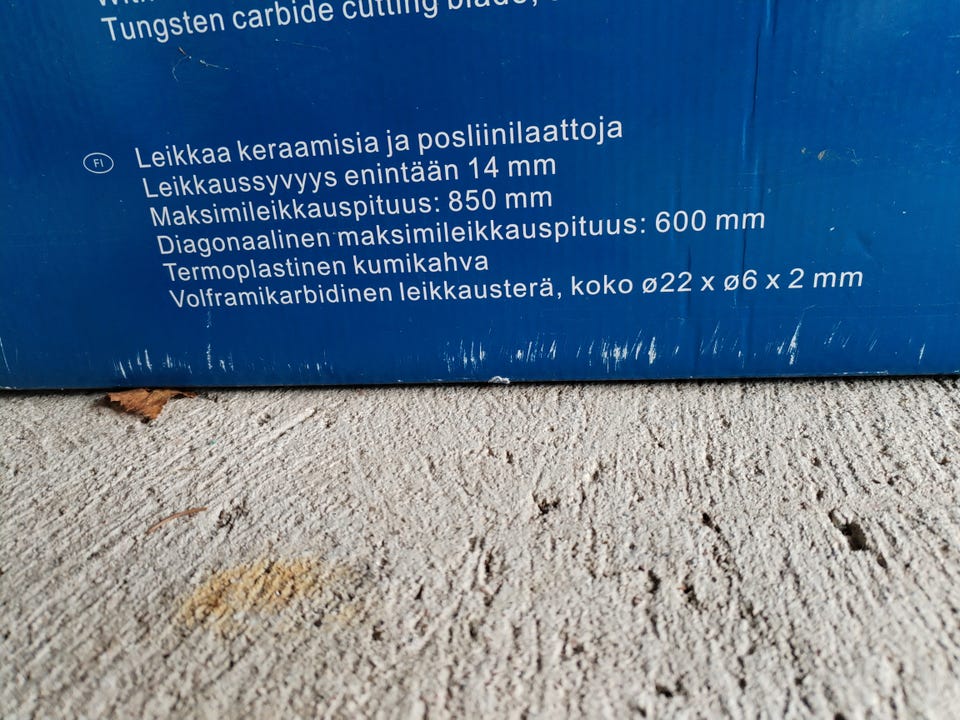 Tungsten carbide cutting blade,
FI
Leikkaa keraamisia ja posliinilaattoja
Leikkaussyvyys enintään 14 mm
Maksimileikkauspituus: 850 mm
Diagonaalinen maksimileikkauspituus: 600 mm
Termoplastinen kumikahva
Volframikarbidinen leikkausterä, koko ø22 x ø6 x 2 mm